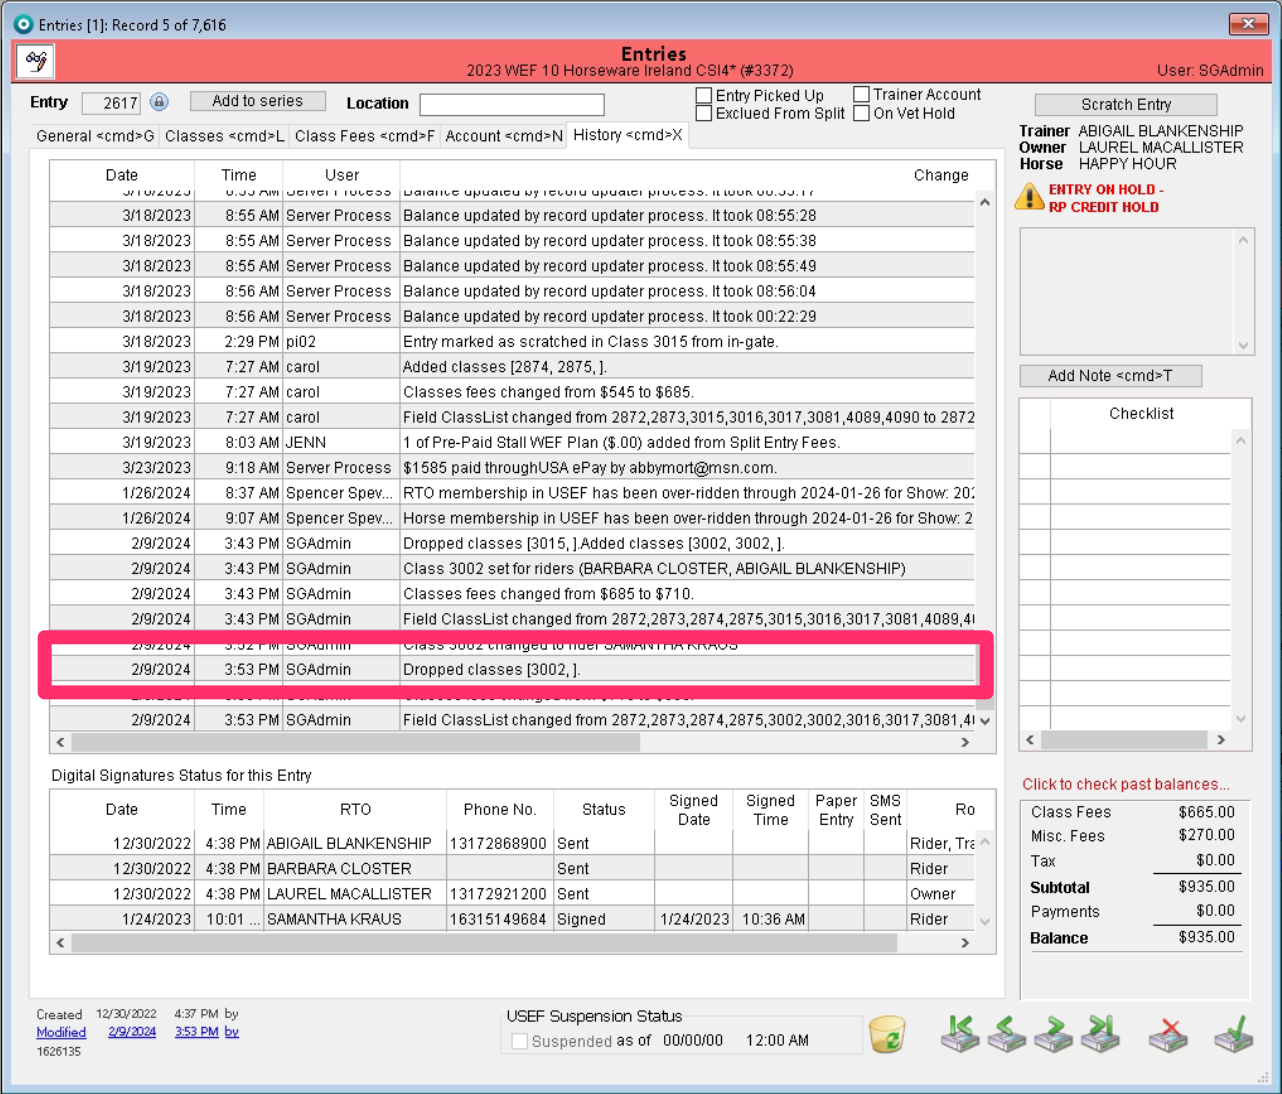 Entries [1]: Record 5 of 7,616
Entries
2023 WEF 10 Horseware Ireland CSI4* (#3372)
User: SGAdmin
Entry 2617 Add to series Location
Entry Picked Up Trainer Account
Exclued From Split On Vet Hold
Scratch Entry
General <cmd>G Classes <cmd>L Class Fees <cmd>F Account <cmd>N History <cmd>X
Trainer ABIGAIL BLANKENSHIP
Owner LAUREL MACALLISTER
Horse HAPPY HOUR
ENTRY ON HOLD -
RP CREDIT HOLD
Date Time User Change
Server Process Balance updated by record updater process. It took
3/18/2023 8:55 AM Server Process Balance updated by record updater process. It took 08:55:28
3/18/2023 8:55 AM Server Process Balance updated by record updater process. It took 08:55:38
3/18/2023 8:55 AM Server Process Balance updated by record updater process. It took 08:55:49
3/18/2023 8:56 AM Server Process Balance updated by record updater process. It took 08:56:04
3/18/2023 8:56 AM Server Process Balance updated by record updater process. It took 00:22:29
3/18/2023 2:29 PM pi02 Entry marked as scratched in Class 3015 from in-gate.
3/19/2023 7:27 AM carol Added classes [2874, 2875, ].
3/19/2023 7:27 AM carol Classes fees changed from $545 to $685.
3/19/2023 7:27 AM carol Field ClassList changed from 2872,2873,3015,3016,3017,3081,4089,4090 to 2872
3/19/2023 8:03 AM JENN 1 of Pre-Paid Stall WEF Plan ($.00) added from Split Entry Fees.
3/23/2023 9:18 AM Server Process $1585 paid throughUSA ePay by abbymort@msn.com.
1/26/2024 8:37 AM Spencer Spev... RTO membership in USEF has been over-ridden through 2024-01-26 for Show: 202
1/26/2024 9:07 AM Spencer Spev... Horse membership in USEF has been over-ridden through 2024-01-26 for Show: 2
2/9/2024 3:43 PM SGAdmin Dropped classes [3015, ].Added classes [3002, 3002, ].
2/9/2024 3:43 PM SGAdmin Class 3002 set for riders (BARBARA CLOSTER, ABIGAIL BLANKENSHIP)
2/9/2024 3:43 PM SGAdmin Classes fees changed from $685 to $710.
2/9/2024 3:43 PM SGAdmin Field ClassList changed from 2872,2873,2874,2875,3015,3016,3017,3081,4089,4
2/9/2024 3:52 PM SGAdmin Class 3002 changed to rider SAMANTHA KRAUS
2/9/2024 3:53 PM SGAdmin Dropped classes [3002, ].
2/9/2024 3:53 PM SGAdmin Field ClassList changed from 2872,2873,2874,2875,3002,3002,3016,3017,3081,4
Add Note <cmd>T
Checklist
Digital Signatures Status for this Entry
Date Time RTO Phone No. Status Signed Date Signed Time Paper Entry SMS Sent Ro
12/30/2022 4:38 PM ABIGAIL BLANKENSHIP 13172868900 Sent Rider, Tra
12/30/2022 4:38 PM BARBARA CLOSTER Sent Rider
12/30/2022 4:38 PM LAUREL MACALLISTER 13172921200 Sent Owner
1/24/2023 10:01 ... SAMANTHA KRAUS 16315149684 Signed 1/24/2023 10:36 AM Rider
Click to check past balances...
Class Fees $665.00
Misc. Fees $270.00
Tax $0.00
Subtotal $935.00
Payments $0.00
Balance $935.00
Created 12/30/2022 4:37 PM by
Modified 2/9/2024 3:53 PM by
1626135
USEF Suspension Status
Suspended as of 00/00/00 12:00 AM